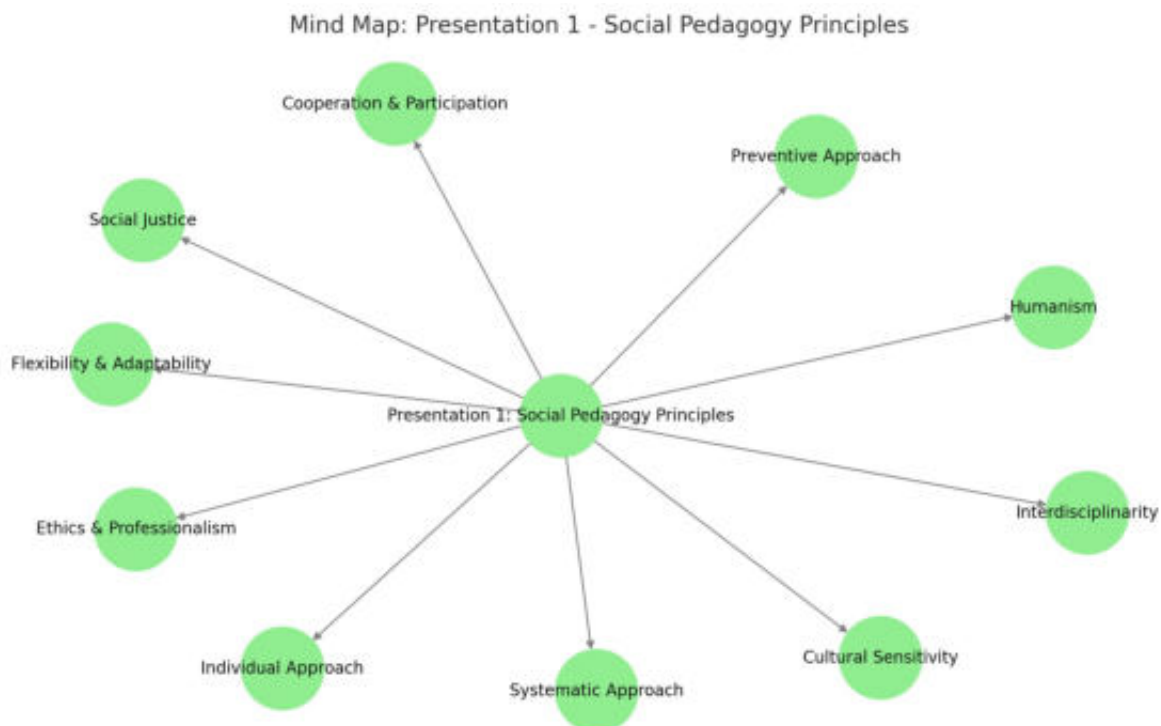 Mind Map: Presentation 1 - Social Pedagogy Principles
Cooperation & Participation
Preventive Approach
Social Justice
Humanism
Flexibility & Adaptability
Presentation 1: Social Pedagogy Principles
Interdisciplinarity
Ethics & Professionalism
Cultural Sensitivity
Individual Approach
Systematic Approach